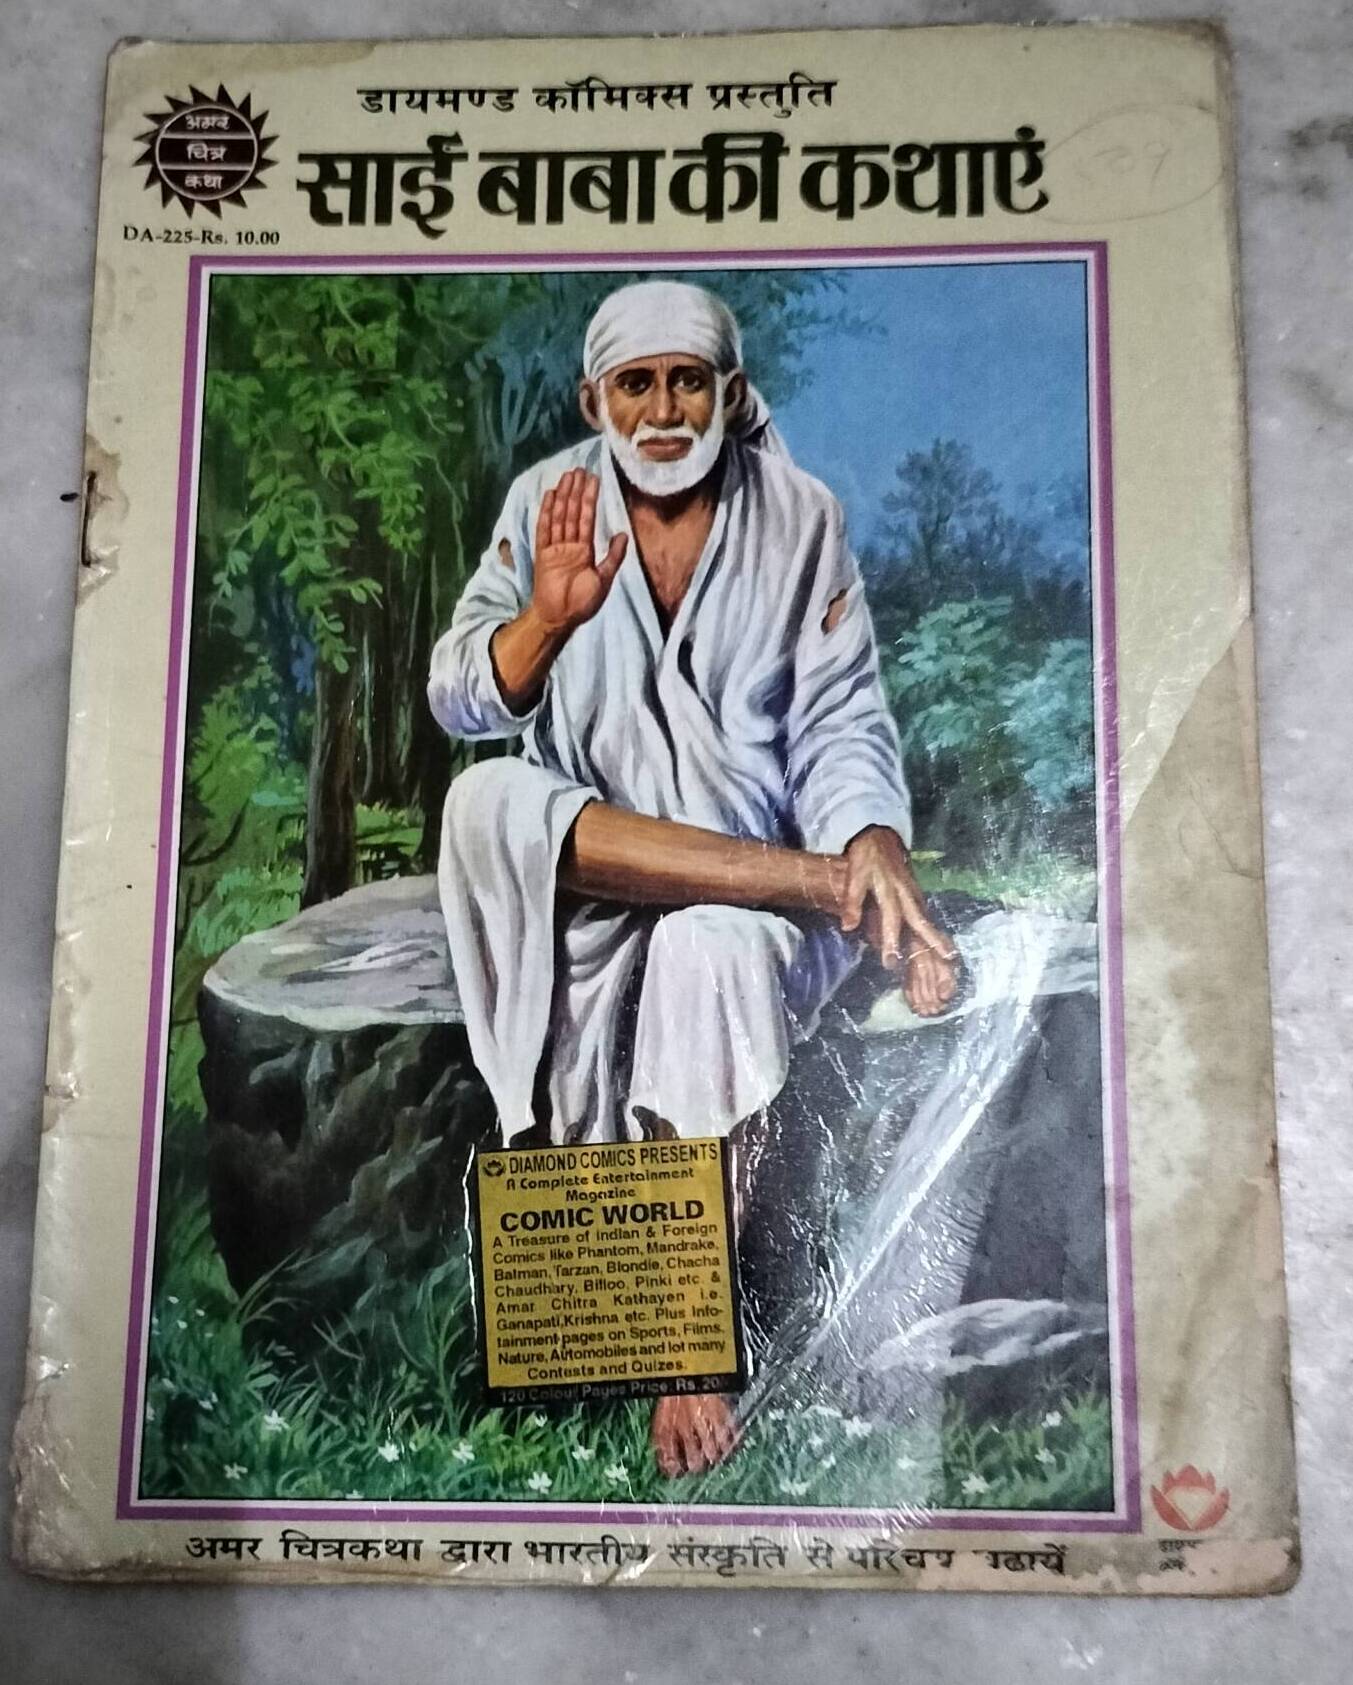 डायमण्ड कॉमिक्स प्रस्तुति
अमर
चित्र
कथा
साईं बाबा की कथाएं
DA-225-Rs. 10.00
DIAMOND COMICS PRESENTS
A Complete Entertainment
Magazine
COMIC WORLD
A Treasure of Indian & Foreign
Comics like Phantom, Mandrake,
Batman, Tarzan, Blondie, Chacha
Chaudhary, Billoo, Pinki etc. &
Amar Chitra Kathayen i.e.
Ganapati,Krishna etc. Plus Info-
tainment pages on Sports, Films,
Nature, Automobiles and lot many
Contests and Quizes.
120 Colour Pages Price: Rs. 20
अमर चित्रकथा द्वारा भारतीय संस्कृति से